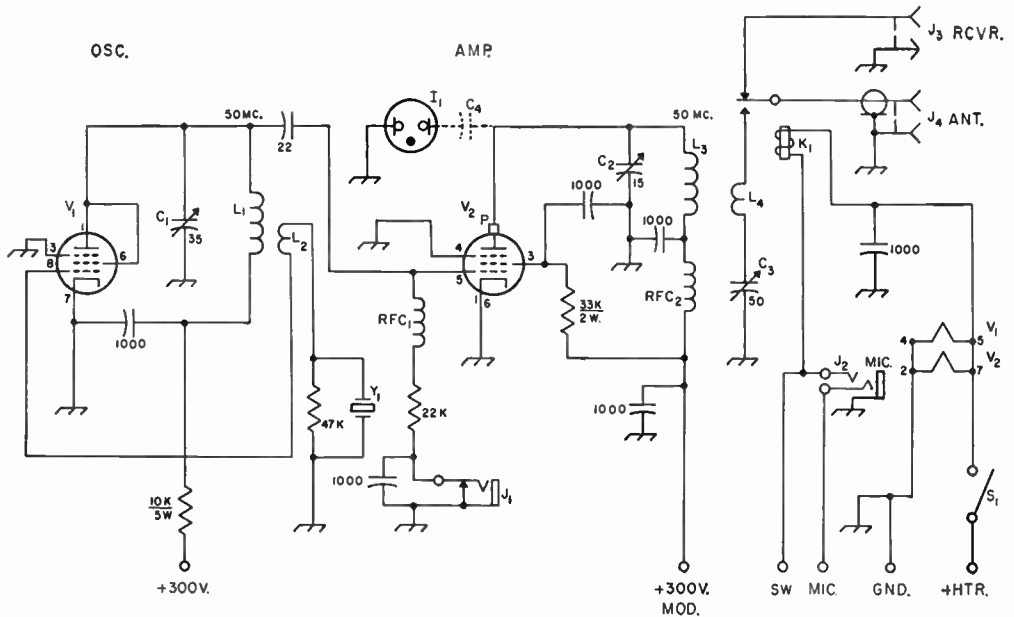 OSC.
AMP.
J3 RCVR.
J4 ANT.
I1
C4
50 MC.
22
50 MC.
L3
K1
V1
1
3
8
6
7
C1
35
L1
L2
V2
P
4
5
3
1
6
C2
15
1000
1000
L4
C3
50
1000
1000
RFC1
33K
2W.
RFC2
47K
Y1
22K
1000
1000
J1
10K
5W
J2
MIC.
4
5
V1
2
7
V2
S1
+300V.
+300V.
MOD.
SW
MIC.
GND.
+HTR.